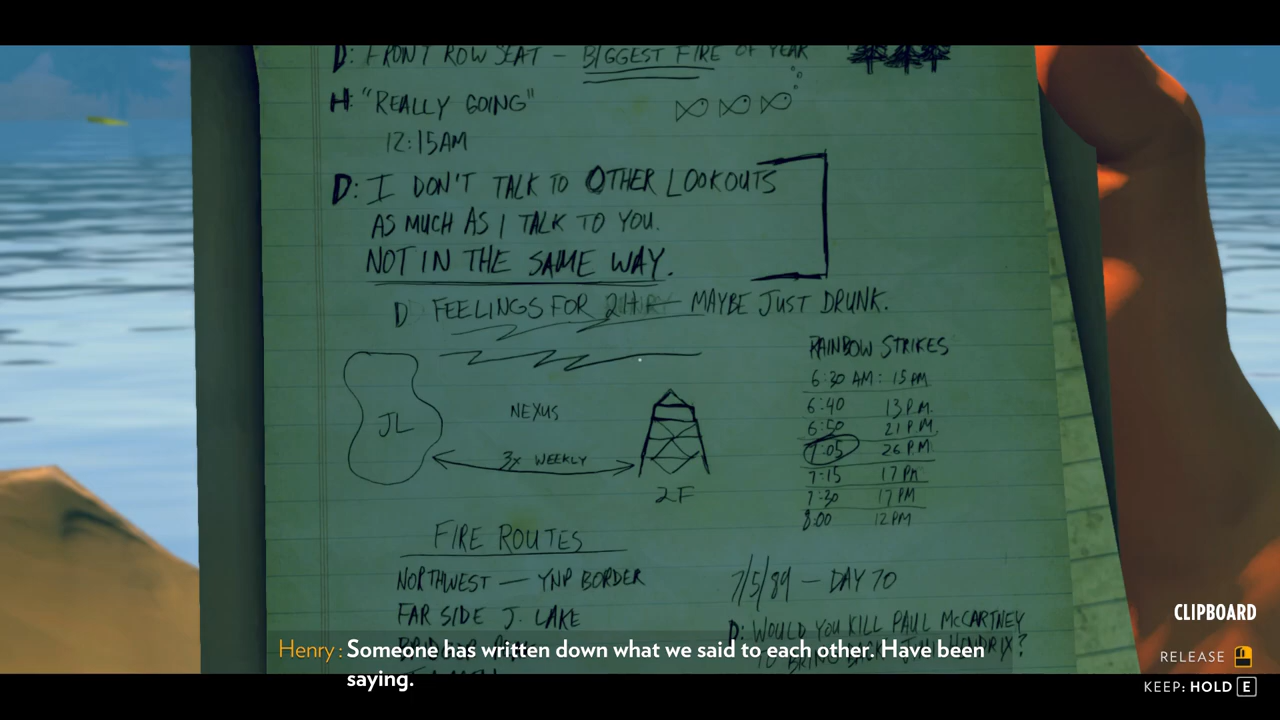 D: FRONT ROW SEAT — BIGGEST FIRE OF YEAR
H: "REALLY GOING"
12:15AM
D: I DON'T TALK TO OTHER LOOKOUTS
AS MUCH AS I TALK TO YOU.
NOT IN THE SAME WAY.
D FEELINGS FOR MAYBE JUST DRUNK.
RAINBOW STRIKES
6:30 AM: 15 PM
6:40 13 P.M.
6:50 21 P.M.
7:05 26 P.M.
7:15 17 PM
7:30 17 PM
8:00 12 PM
JL
NEXUS
3x WEEKLY
2F
FIRE ROUTES
NORTHWEST — YNP BORDER
FAR SIDE J. LAKE
7/5/89 — DAY 70
D: WOULD YOU KILL PAUL McCARTNEY
TO BRING BACK JIMI HENDRIX?
Henry: Someone has written down what we said to each other. Have been
saying.
CLIPBOARD
RELEASE
KEEP: HOLD E